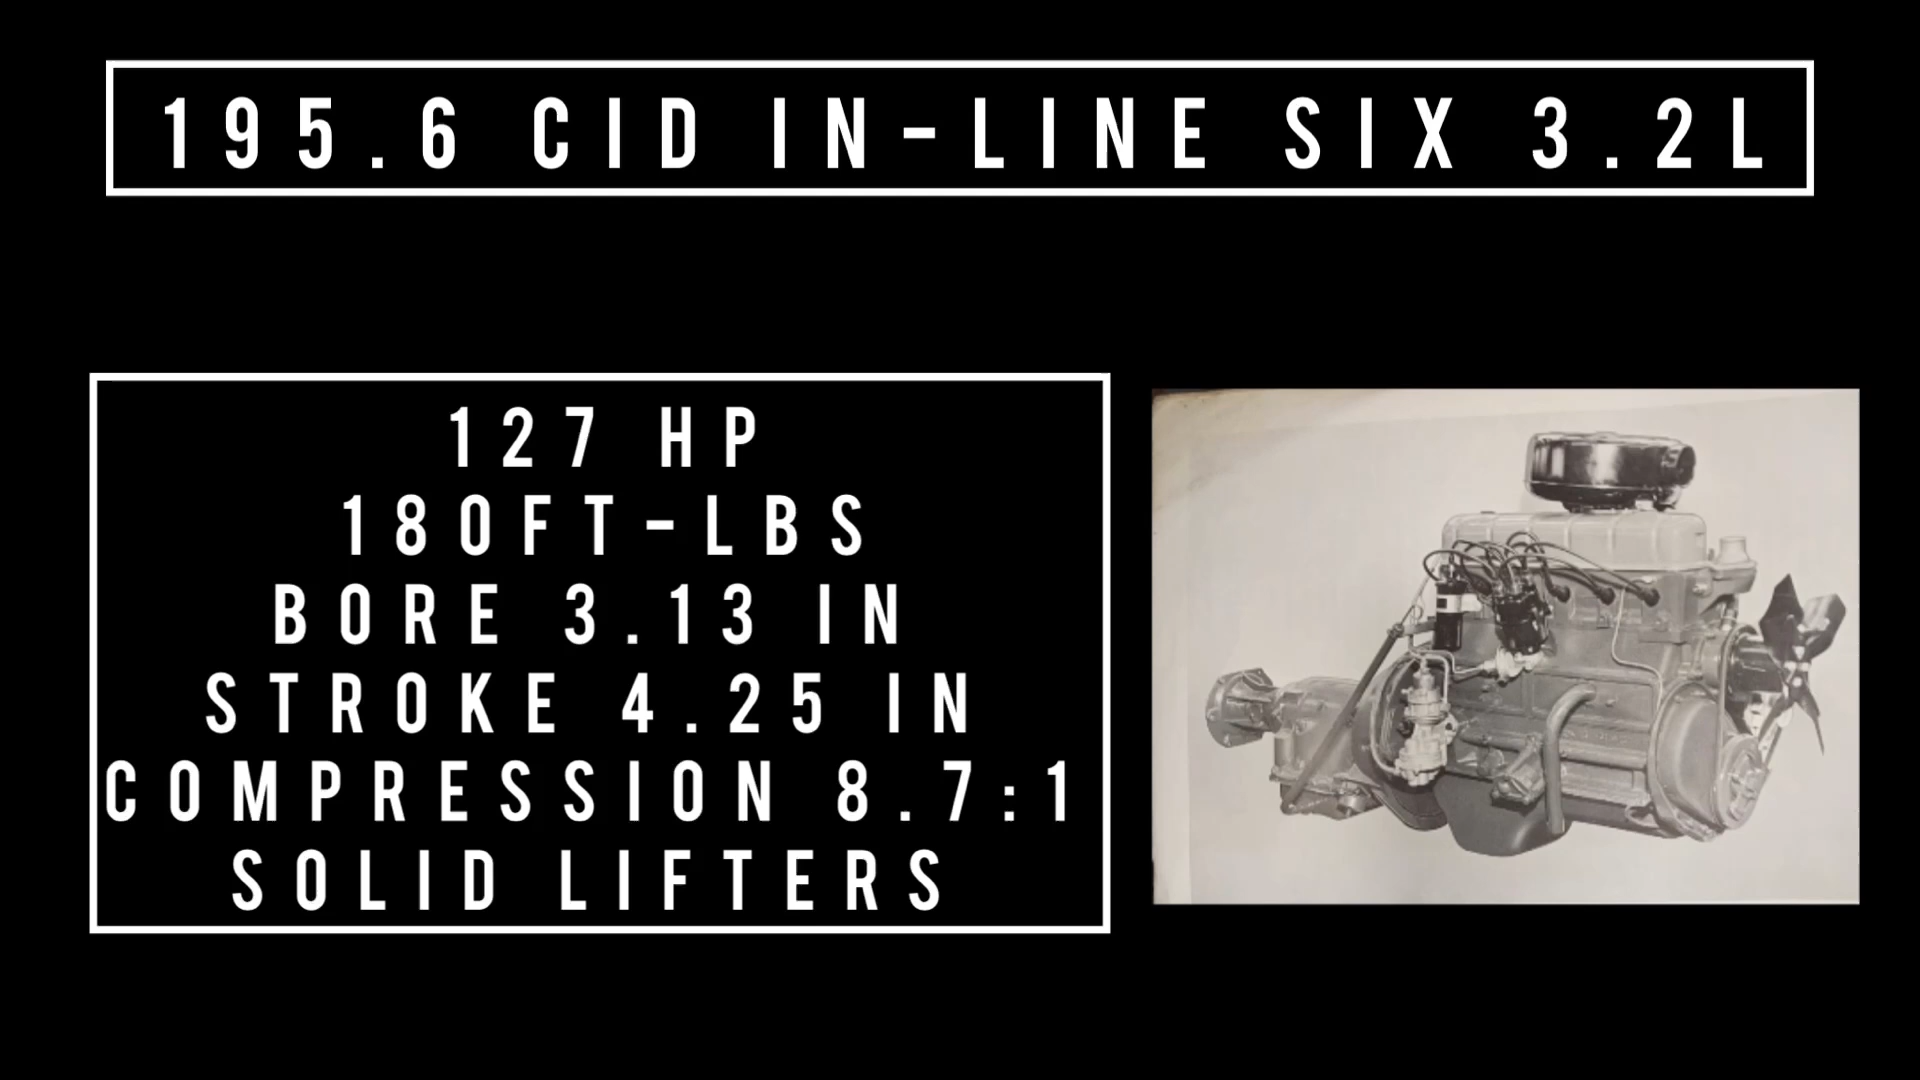 195.6 CID IN-LINE SIX 3.2L
127 HP
180FT-LBS
BORE 3.13 IN
STROKE 4.25 IN
COMPRESSION 8.7:1
SOLID LIFTERS